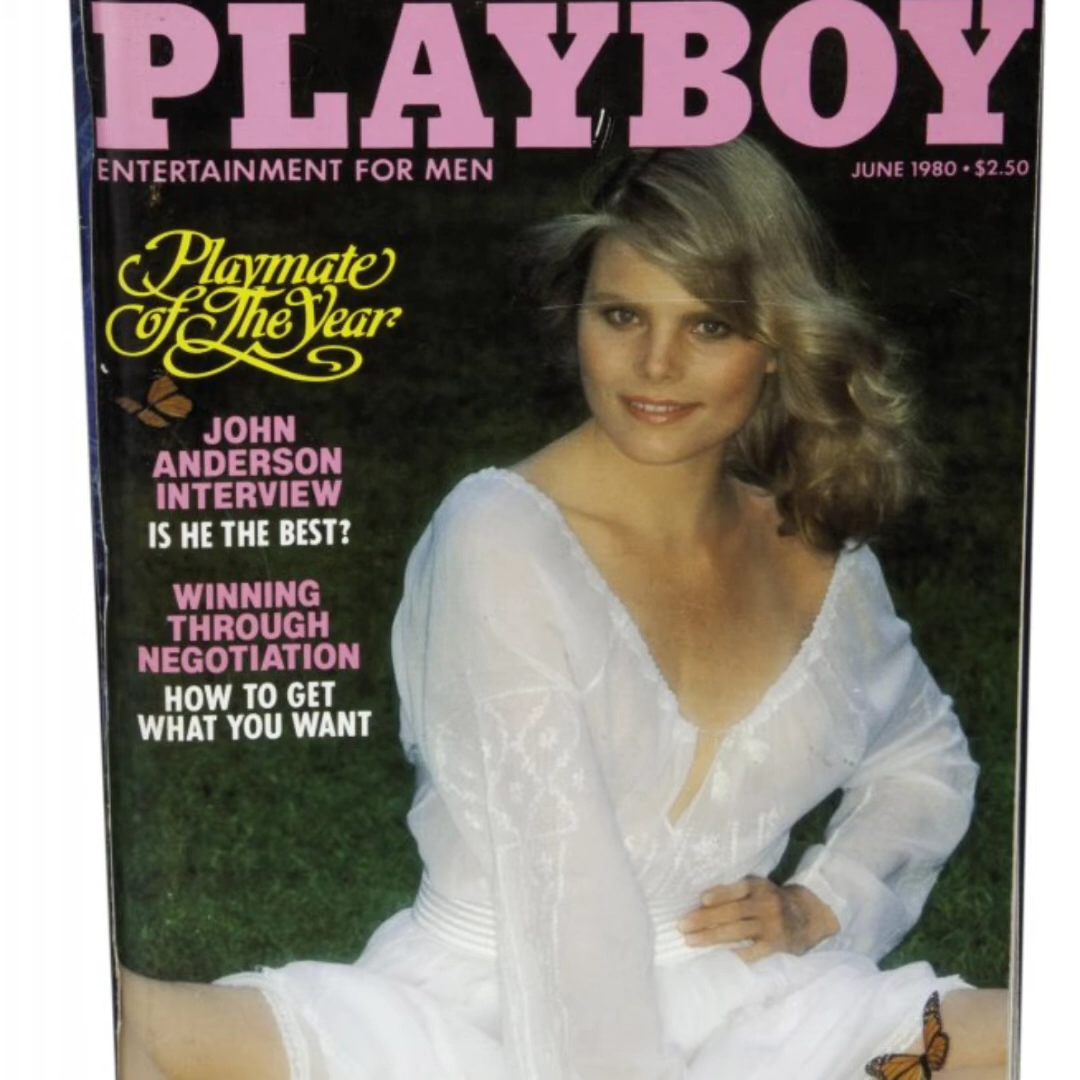 PLAYBOY
ENTERTAINMENT FOR MEN
JUNE 1980 • $2.50
Playmate
of The Year
JOHN
ANDERSON
INTERVIEW
IS HE THE BEST?
WINNING
THROUGH
NEGOTIATION
HOW TO GET
WHAT YOU WANT